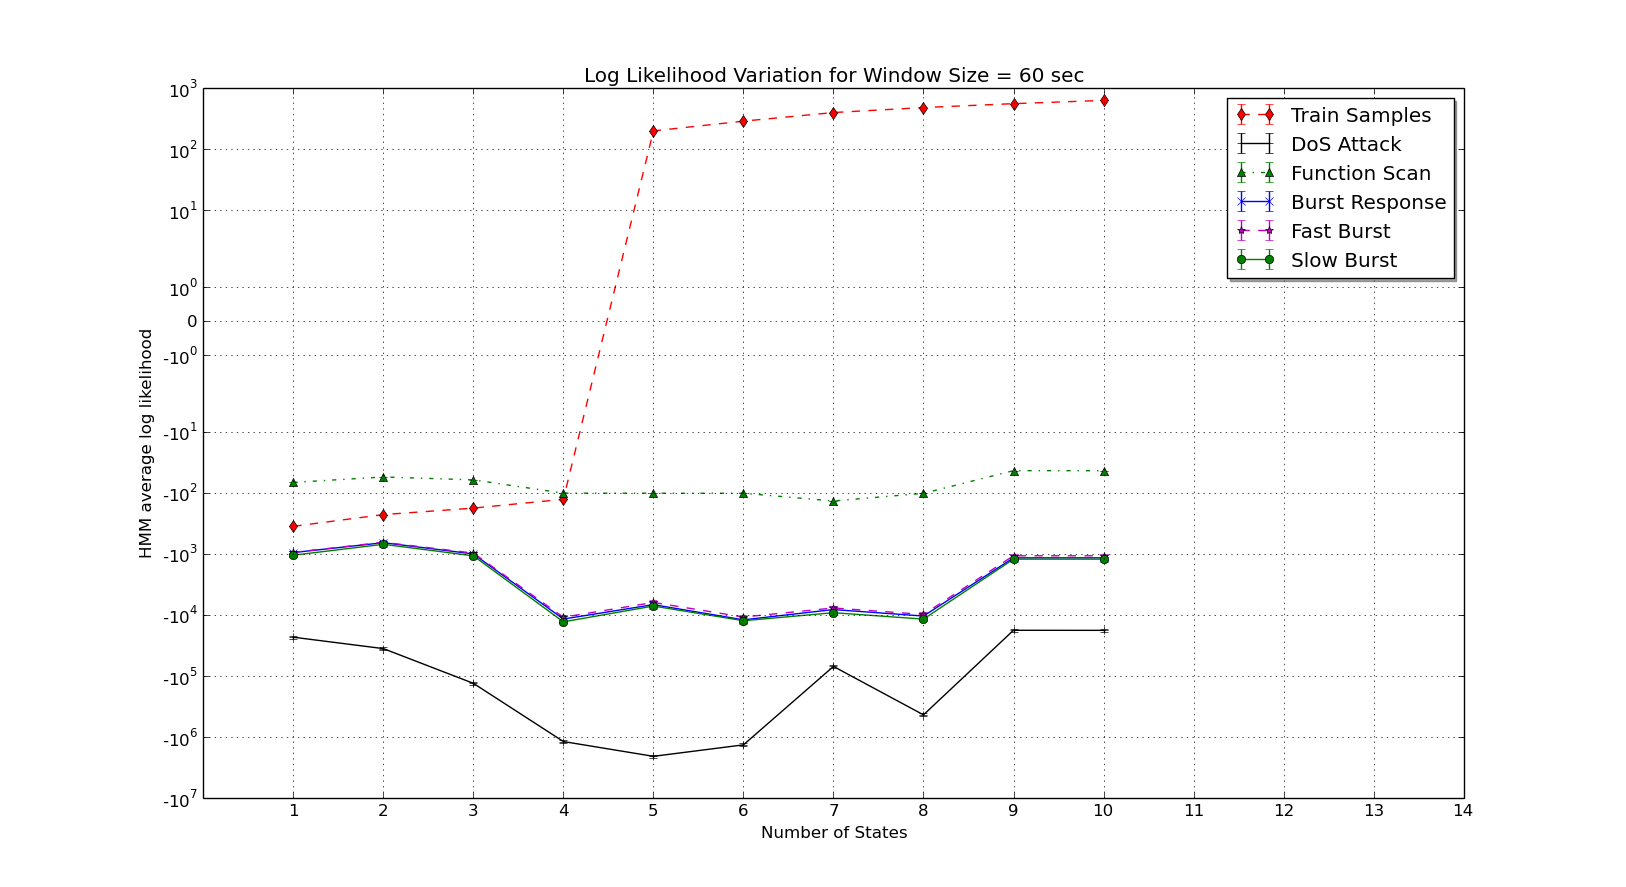 Log Likelihood Variation for Window Size = 60 sec
10^3
10^2
10^1
10^0
0
-10^0
-10^1
-10^2
-10^3
-10^4
-10^5
-10^6
-10^7
HMM average log likelihood
Train Samples
DoS Attack
Function Scan
Burst Response
Fast Burst
Slow Burst
1 2 3 4 5 6 7 8 9 10 11 12 13 14
Number of States